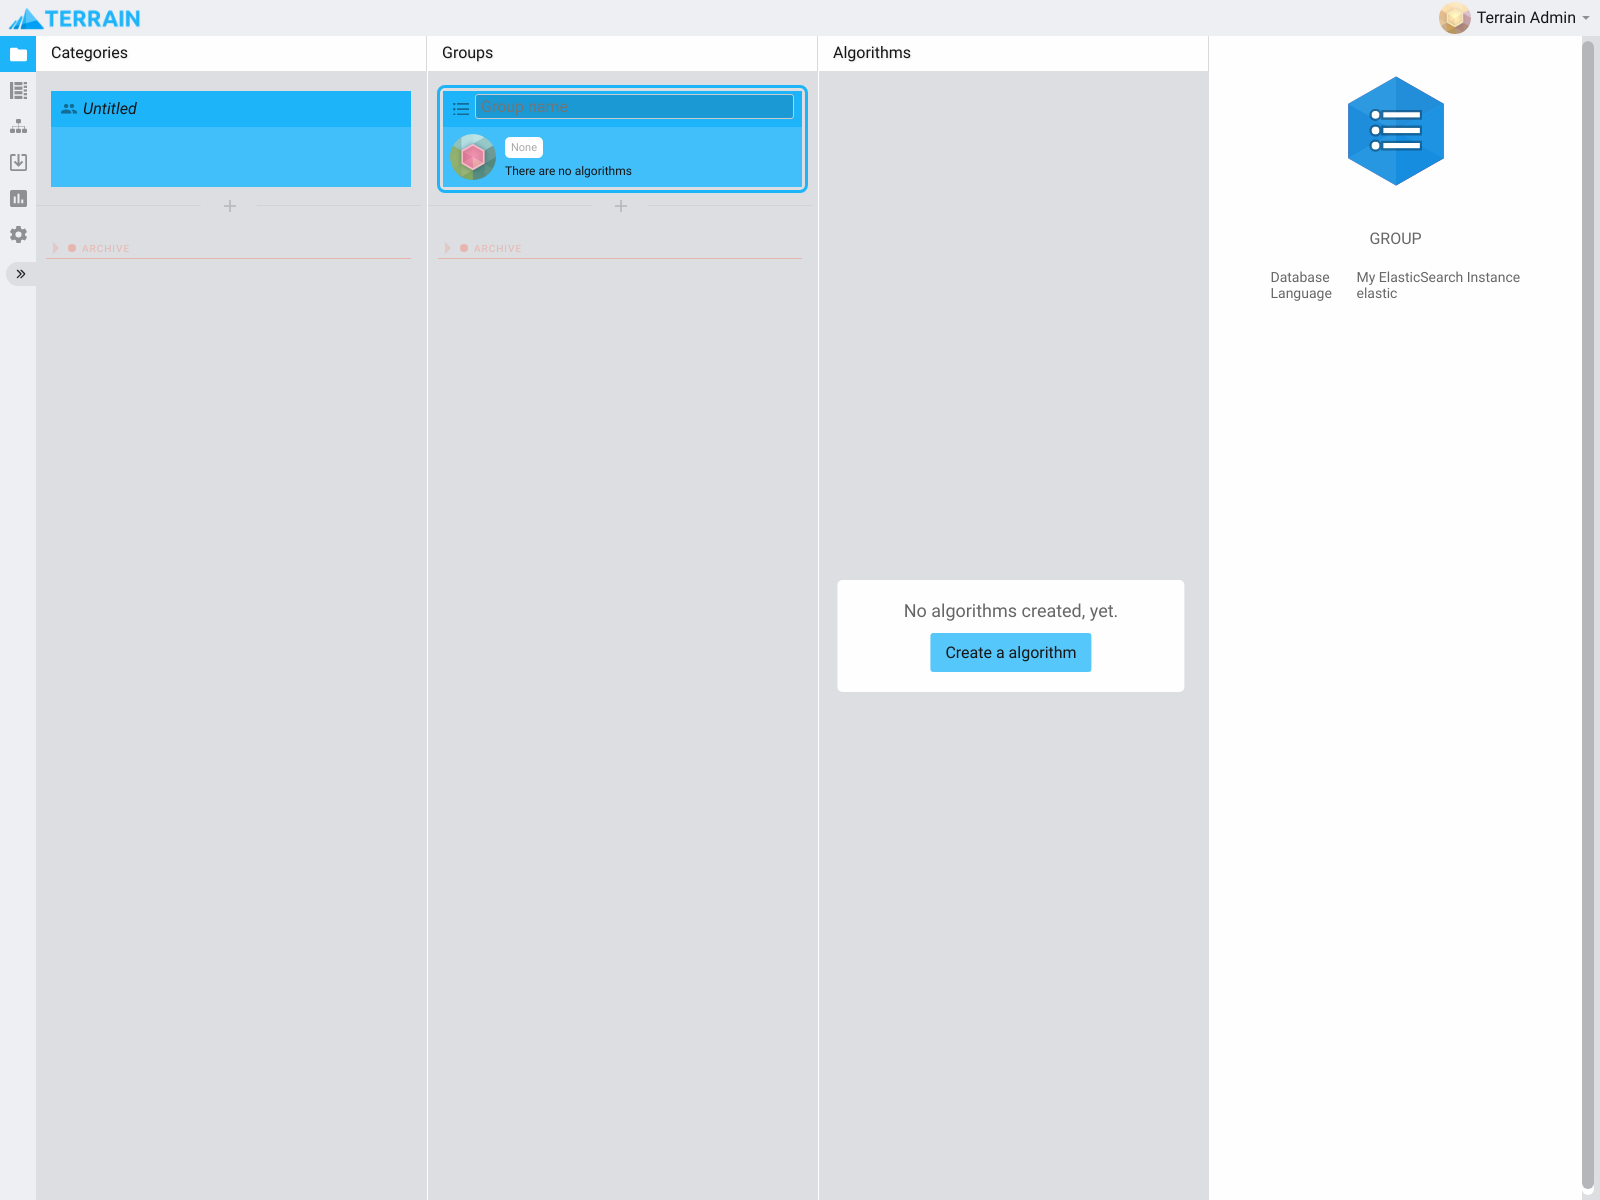 TERRAIN
Terrain Admin
Categories
Groups
Algorithms
Untitled
Group name
None
There are no algorithms
ARCHIVE
ARCHIVE
No algorithms created, yet.
Create a algorithm
GROUP
Database My ElasticSearch Instance
Language elastic